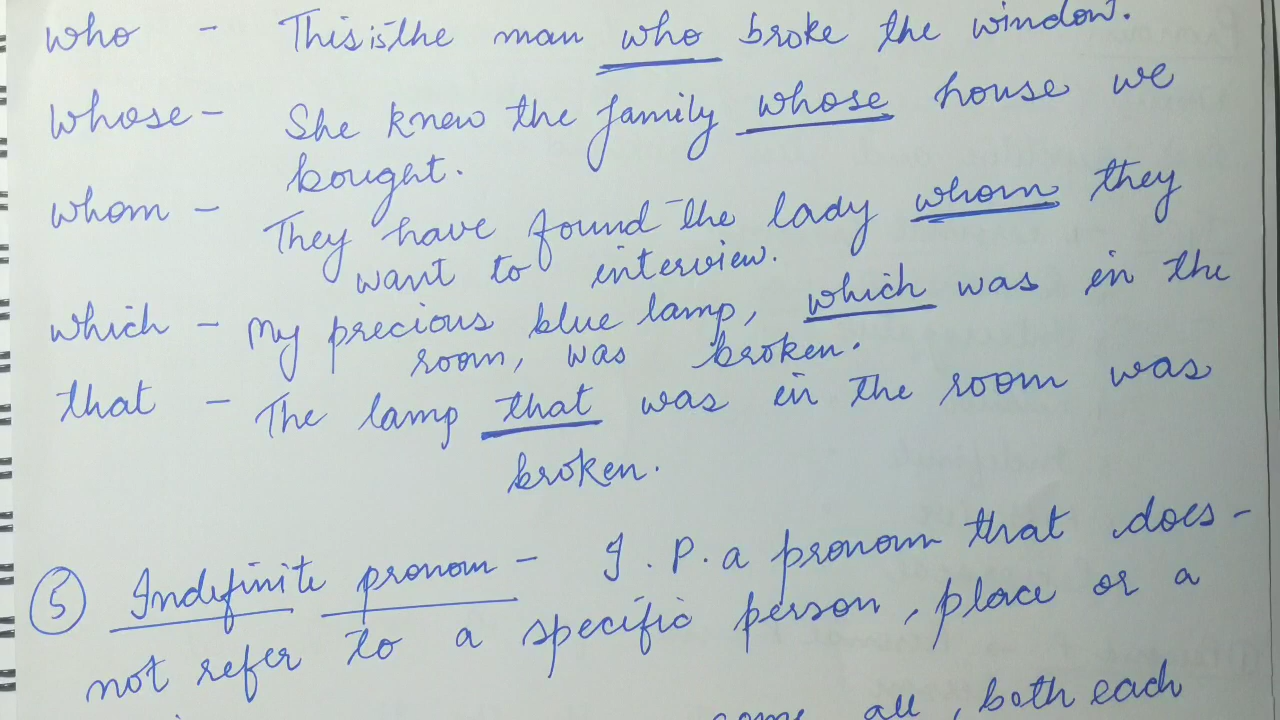 who - This is the man who broke the window.
whose - She knew the family whose house we
bought.
whom - They have found the lady whom they
want to interview.
which - My precious blue lamp, which was in the
room, was broken.
that - The lamp that was in the room was
broken.
⑤ Indefinite pronoun - I. P. a pronoun that does-
not refer to a specific person, place or a
some all, both each